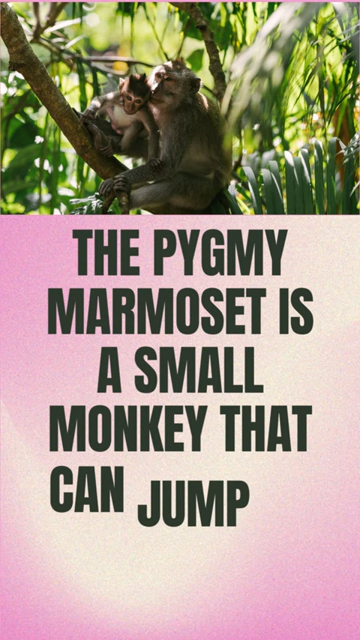 THE PYGMY
MARMOSET IS
A SMALL
MONKEY THAT
CAN JUMP